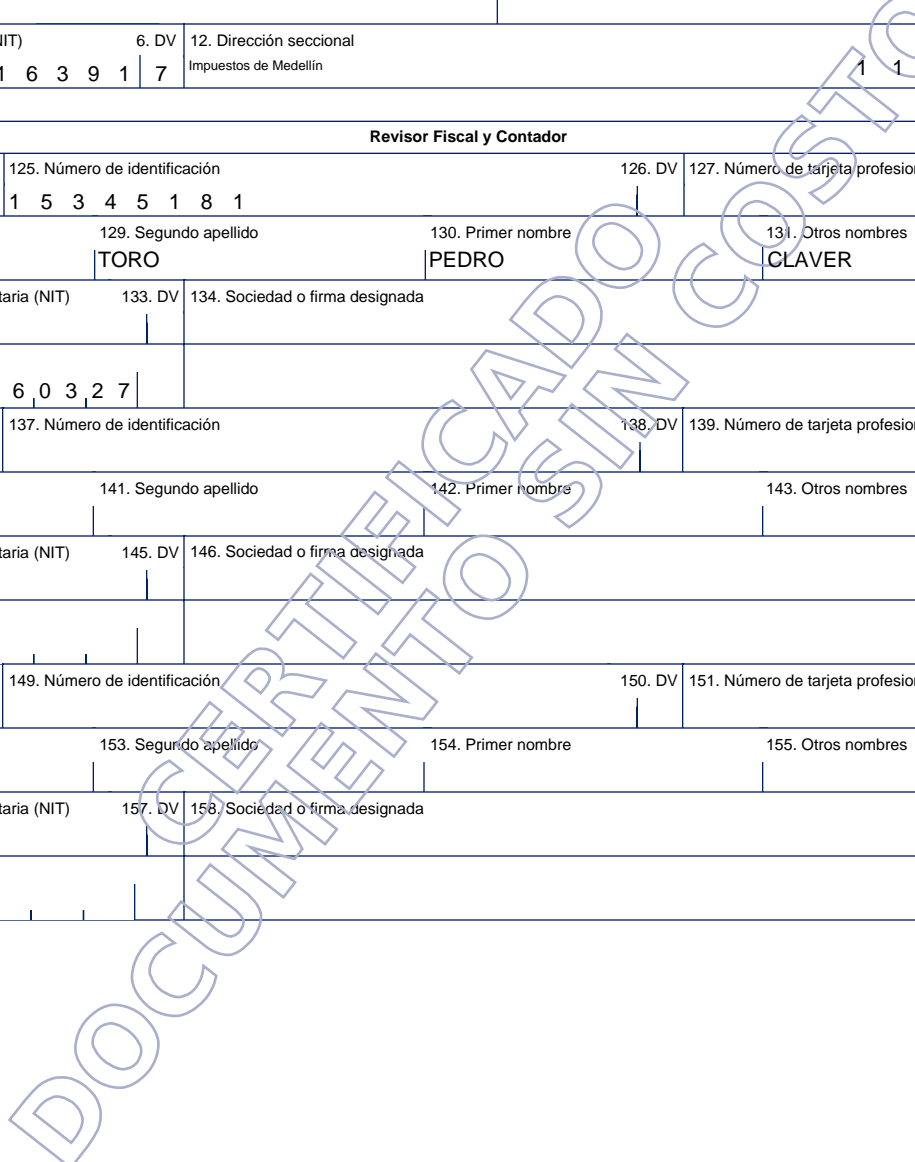 IT) 6. DV 12. Dirección seccional
1 6 3 9 1 7 Impuestos de Medellín 1 1
Revisor Fiscal y Contador
125. Número de identificación 126. DV 127. Número de tarjeta profesion
1 5 3 4 5 1 8 1
129. Segundo apellido 130. Primer nombre 131. Otros nombres
TORO PEDRO CLAVER
taria (NIT) 133. DV 134. Sociedad o firma designada
6 0 3 2 7
137. Número de identificación 138. DV 139. Número de tarjeta profesion
141. Segundo apellido 142. Primer nombre 143. Otros nombres
taria (NIT) 145. DV 146. Sociedad o firma designada
149. Número de identificación 150. DV 151. Número de tarjeta profesion
153. Segundo apellido 154. Primer nombre 155. Otros nombres
taria (NIT) 157. DV 158. Sociedad o firma designada
CERTIFICADO
DOCUMENTO SIN COSTO